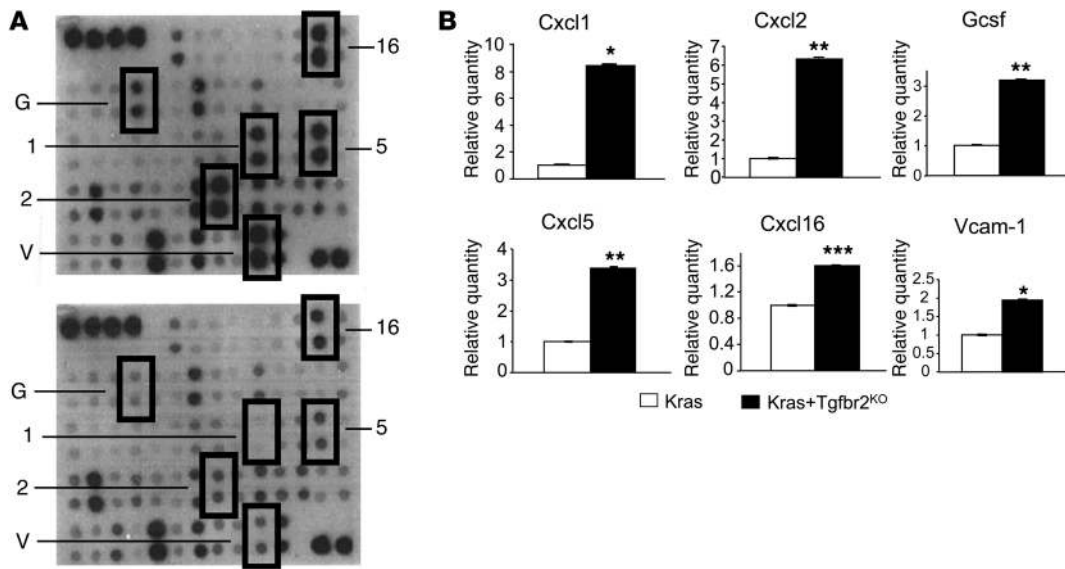 A
16
G
1
5
2
V
16
G
1
5
2
V
B
Cxcl1
Relative quantity
10
8
6
4
2
0
*
Cxcl2
Relative quantity
7
6
5
4
3
2
1
0
**
Gcsf
Relative quantity
3
2
1
0
**
Cxcl5
Relative quantity
4
3
2
1
0
**
Cxcl16
Relative quantity
1.6
1.2
0.8
0.4
0
***
Vcam-1
Relative quantity
2.5
2
1.5
1
0.5
0
*
Kras
Kras+Tgfbr2KO